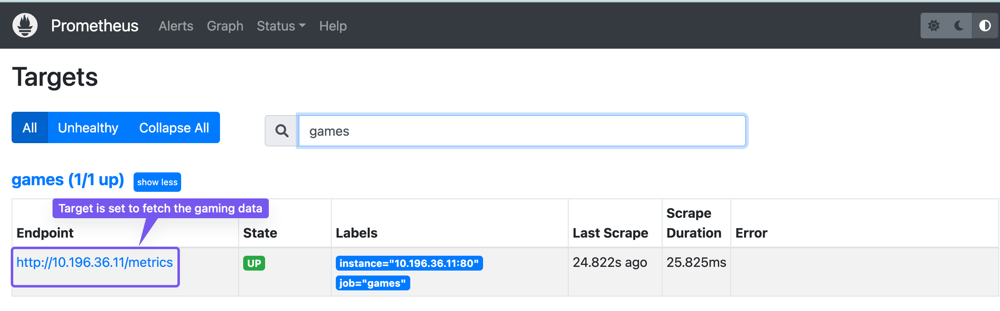 Prometheus Alerts Graph Status Help
Targets
All Unhealthy Collapse All
games
games (1/1 up) show less
Target is set to fetch the gaming data
Endpoint State Labels Last Scrape Scrape Duration Error
http://10.196.36.11/metrics UP instance="10.196.36.11:80" 24.822s ago 25.825ms
job="games"